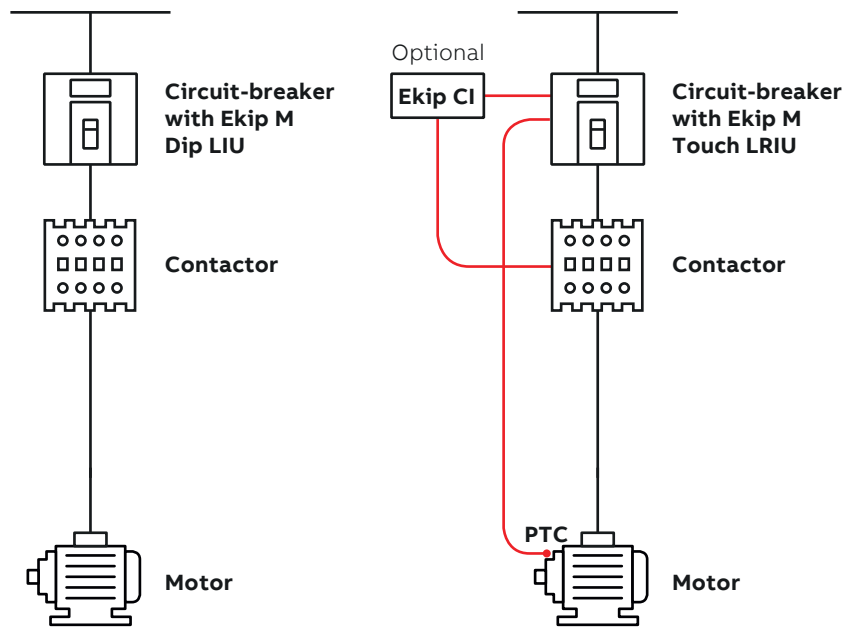 Circuit-breaker
with Ekip M
Dip LIU
Contactor
Motor
Optional
Ekip CI
Circuit-breaker
with Ekip M
Touch LRIU
Contactor
PTC
Motor